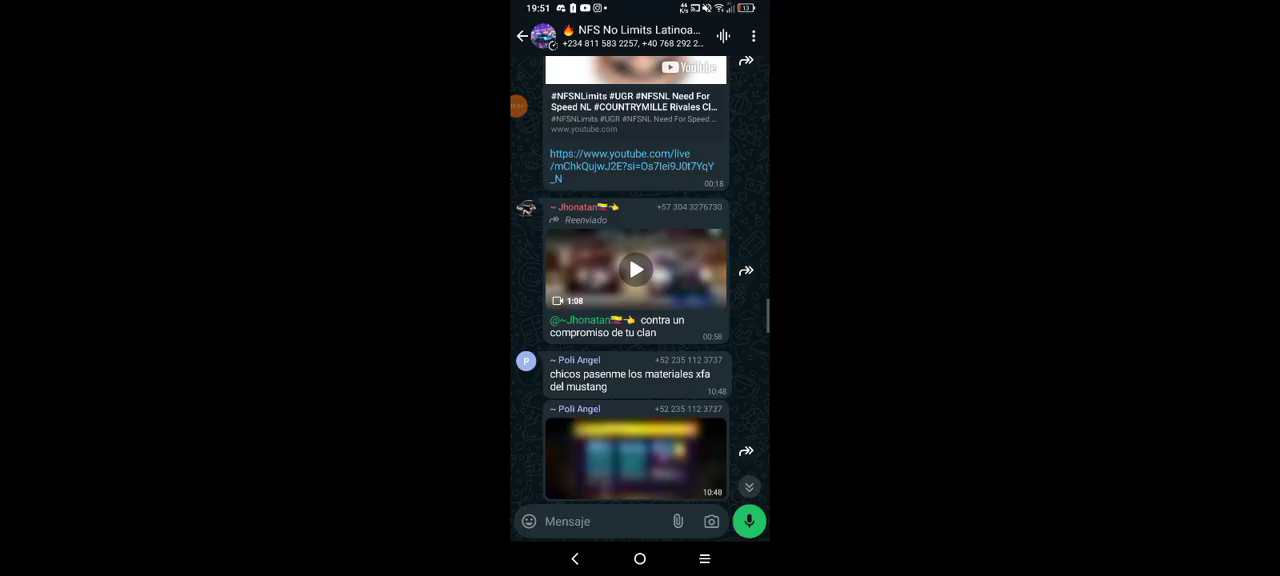 19:51
13
🔥 NFS No Limits Latinoa...
+234 811 583 2257, +40 768 292 2...
YouTube
#NFSNLimits #UGR #NFSNL Need For
Speed NL #COUNTRYMILLE Rivales Cl...
#NFSNLimits #UGR #NFSNL Need For Speed ...
www.youtube.com
https://www.youtube.com/live
/mChkQujwJ2E?si=Os7Iei9J0t7YqY
_N
00:18
~ Jhonatan🇨🇴👈 +57 304 3276730
Reenviado
1:08
@~Jhonatan🇨🇴👈 contra un
compromiso de tu clan
00:58
P
~ Poli Angel +52 235 112 3737
chicos pasenme los materiales xfa
del mustang
10:48
~ Poli Angel +52 235 112 3737
10:48
Mensaje